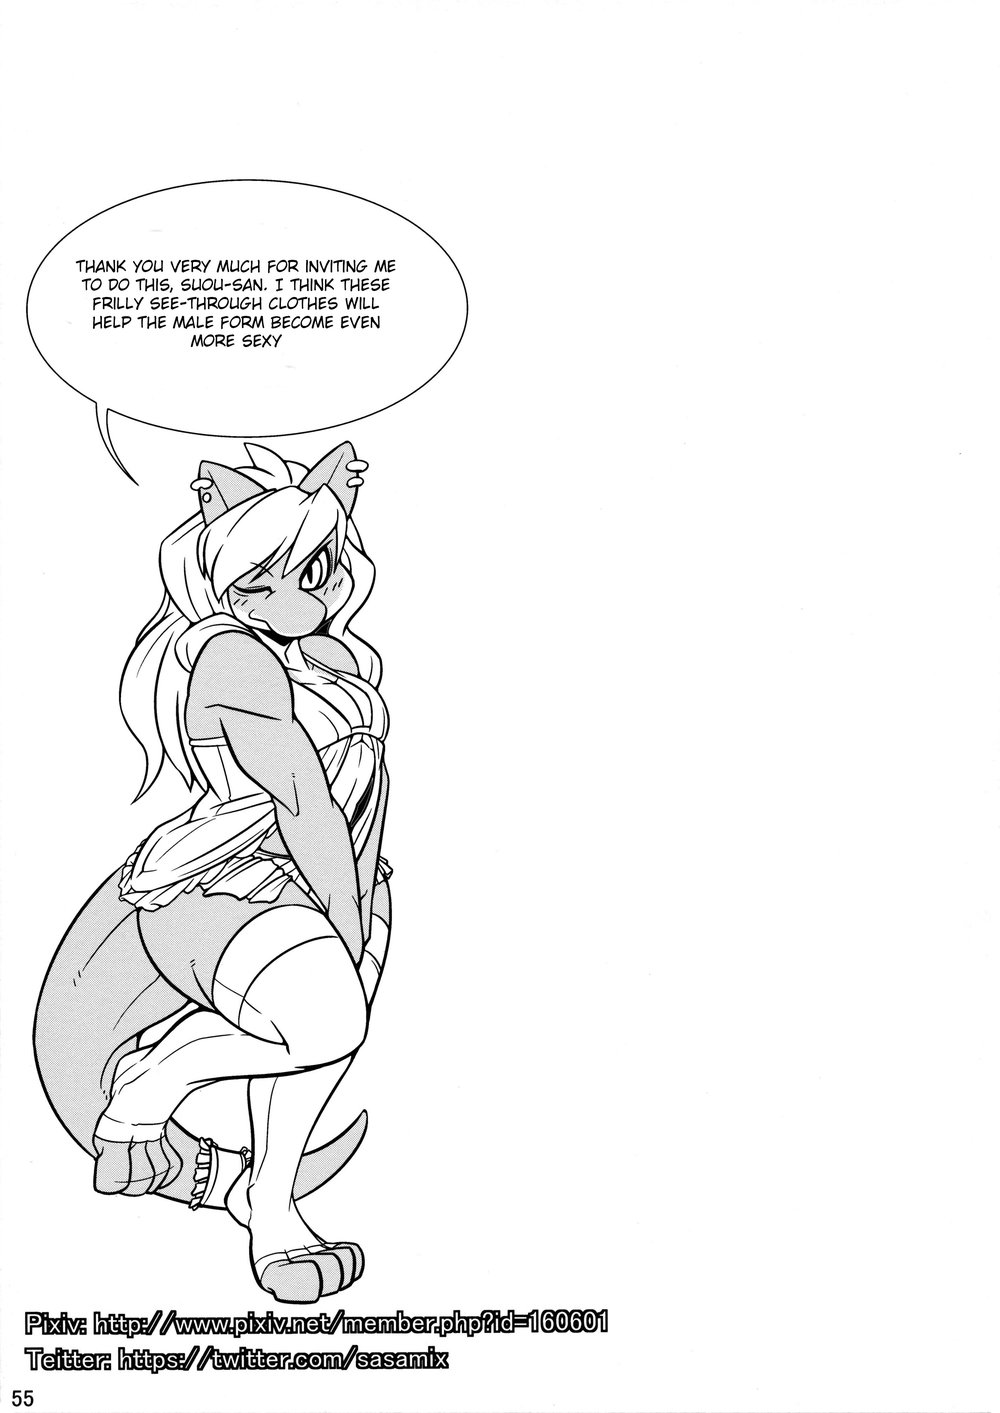 THANK YOU VERY MUCH FOR INVITING ME
TO DO THIS, SUOU-SAN. I THINK THESE
FRILLY SEE-THROUGH CLOTHES WILL
HELP THE MALE FORM BECOME EVEN
MORE SEXY
Pixiv: http://www.pixiv.net/member.php?id=160601
Teitter: https://twitter.com/sasamix
55